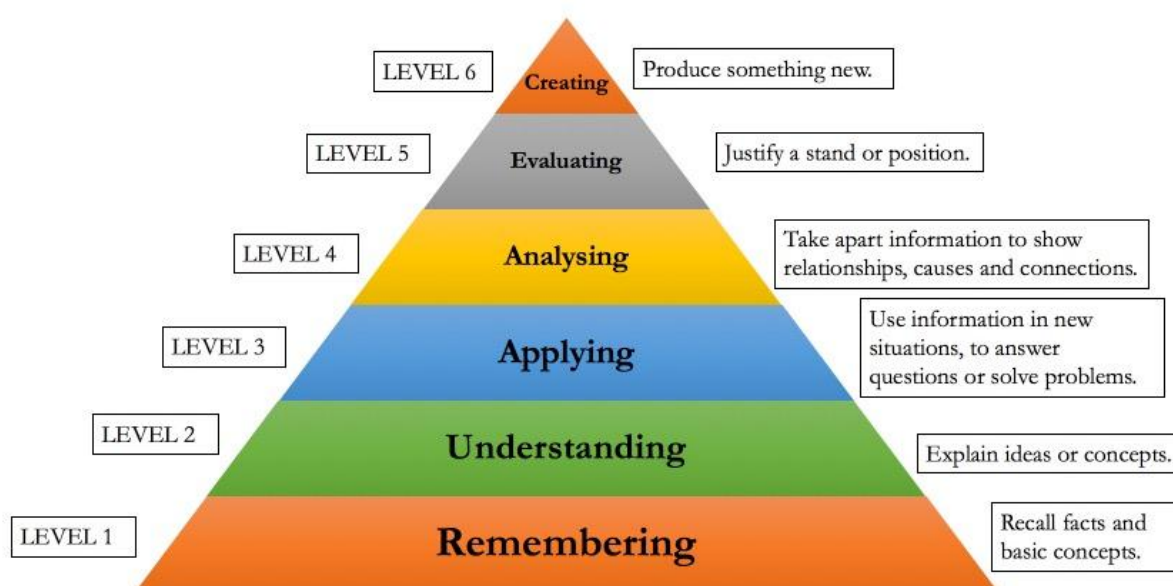 LEVEL 6
Creating
Produce something new.
LEVEL 5
Evaluating
Justify a stand or position.
LEVEL 4
Analysing
Take apart information to show
relationships, causes and connections.
LEVEL 3
Applying
Use information in new
situations, to answer
questions or solve problems.
LEVEL 2
Understanding
Explain ideas or concepts.
LEVEL 1
Remembering
Recall facts and
basic concepts.